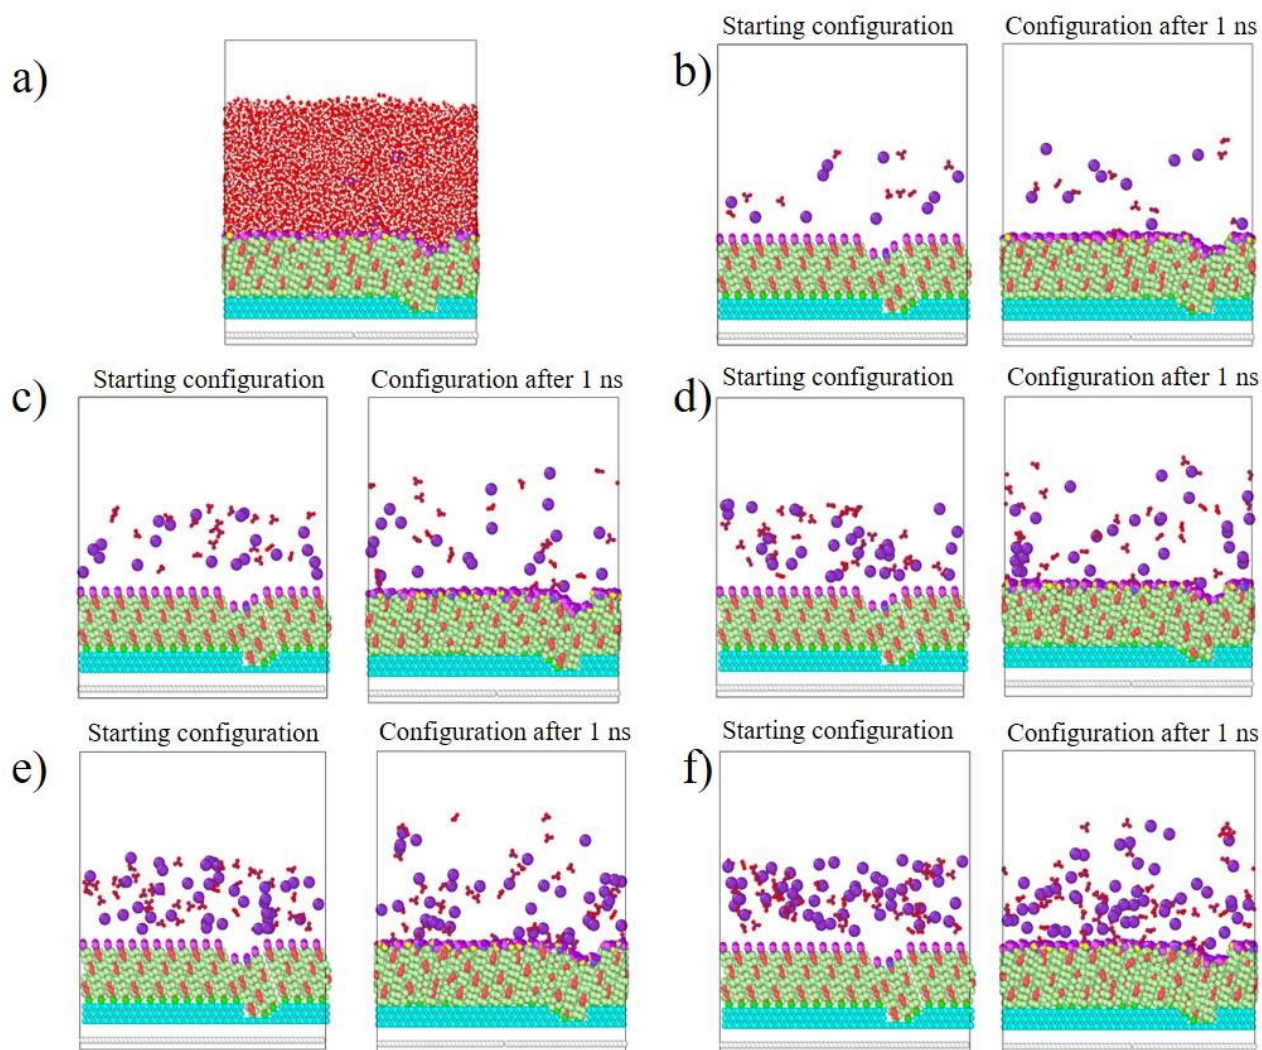 a)
b)
Starting configuration
Configuration after 1 ns
c)
Starting configuration
Configuration after 1 ns
d)
Starting configuration
Configuration after 1 ns
e)
Starting configuration
Configuration after 1 ns
f)
Starting configuration
Configuration after 1 ns